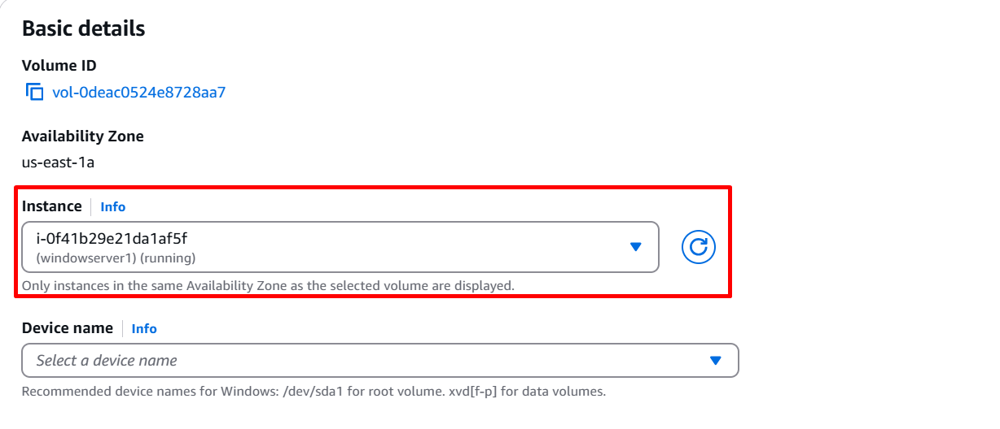 Basic details
Volume ID
vol-0deac0524e8728aa7
Availability Zone
us-east-1a
Instance Info
i-0f41b29e21da1af5f
(windowserver1) (running)
Only instances in the same Availability Zone as the selected volume are displayed.
Device name Info
Select a device name
Recommended device names for Windows: /dev/sda1 for root volume. xvd[f-p] for data volumes.